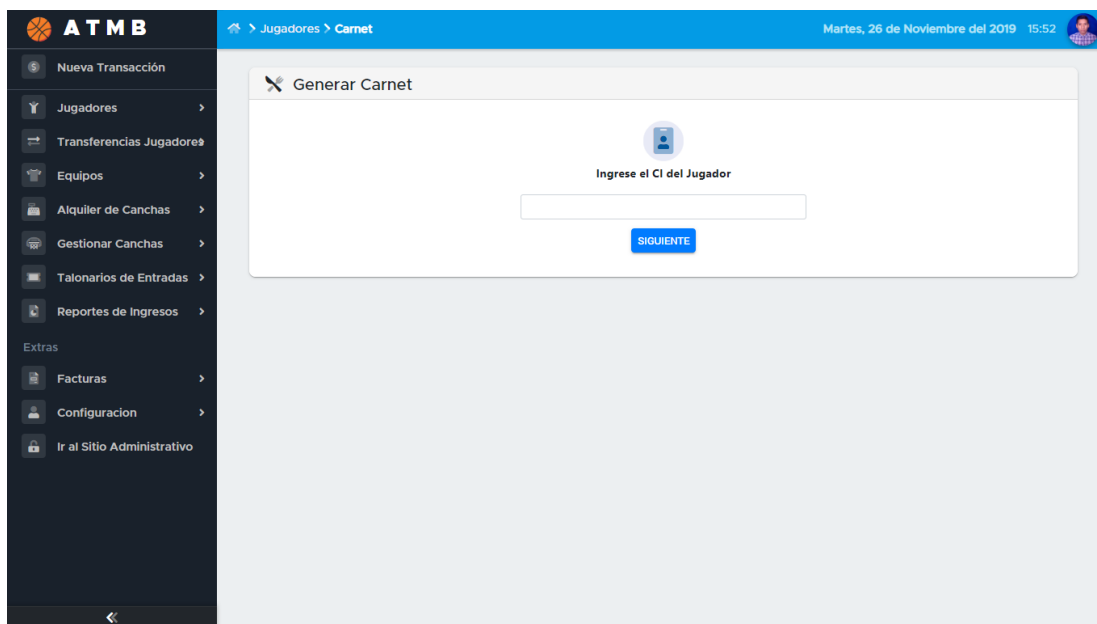 ATMB
Jugadores Carnet
Martes, 26 de Noviembre del 2019 15:52
Nueva Transacción
Jugadores
Transferencias Jugadores
Equipos
Alquiler de Canchas
Gestionar Canchas
Talonarios de Entradas
Reportes de Ingresos
Extras
Facturas
Configuracion
Ir al Sitio Administrativo
Generar Carnet
Ingrese el CI del Jugador
SIGUIENTE